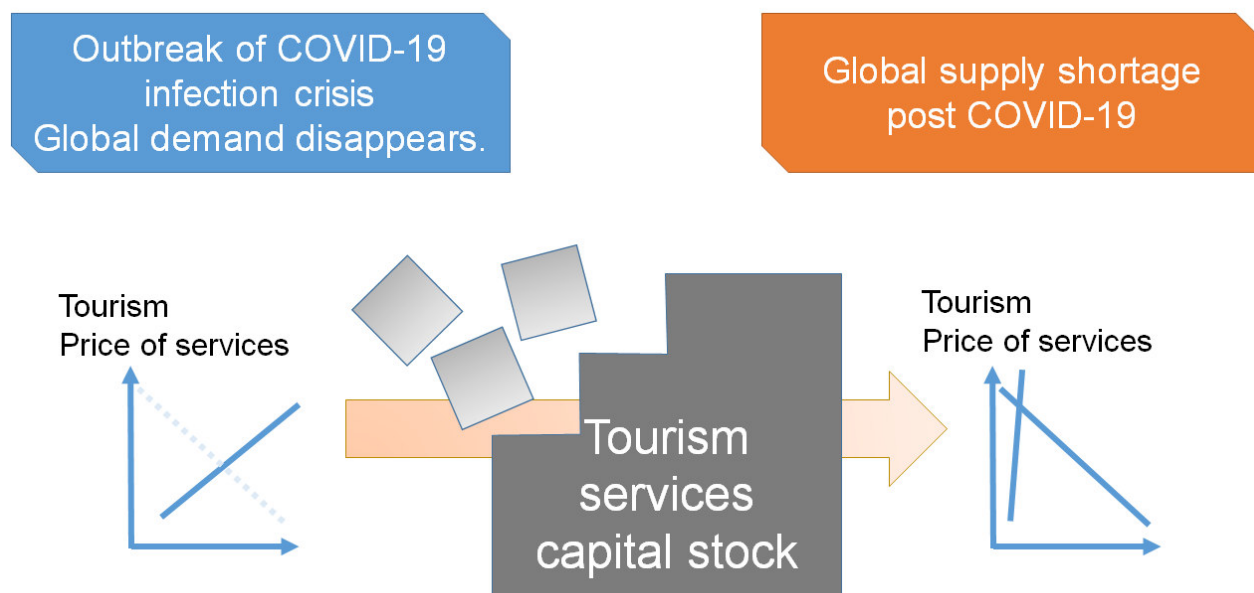 Outbreak of COVID-19
infection crisis
Global demand disappears.
Global supply shortage
post COVID-19
Tourism
Price of services
Tourism
services
capital stock
Tourism
Price of services